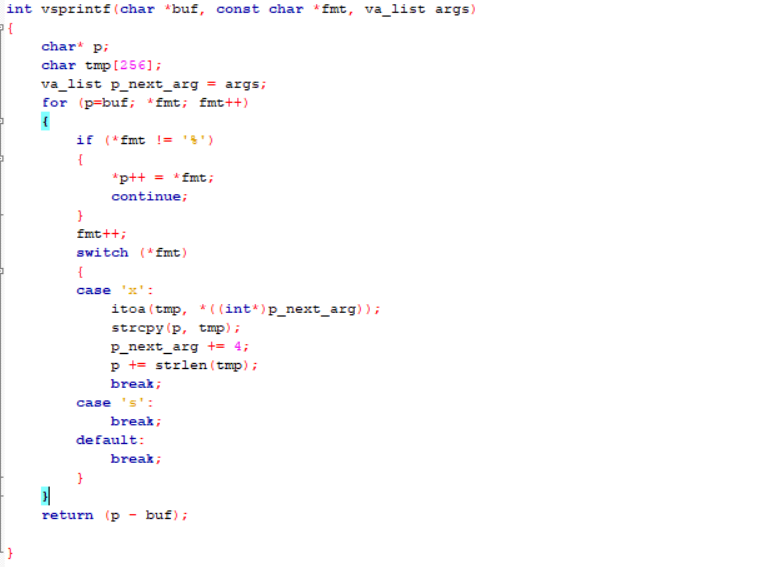 int vsprintf(char *buf, const char *fmt, va_list args)
{
    char* p;
    char tmp[256];
    va_list p_next_arg = args;
    for (p=buf; *fmt; fmt++)
    {
        if (*fmt != '%')
        {
            *p++ = *fmt;
            continue;
        }
        fmt++;
        switch (*fmt)
        {
        case 'x':
            itoa(tmp, *((int*)p_next_arg));
            strcpy(p, tmp);
            p_next_arg += 4;
            p += strlen(tmp);
            break;
        case 's':
            break;
        default:
            break;
        }
    }
    return (p - buf);
}